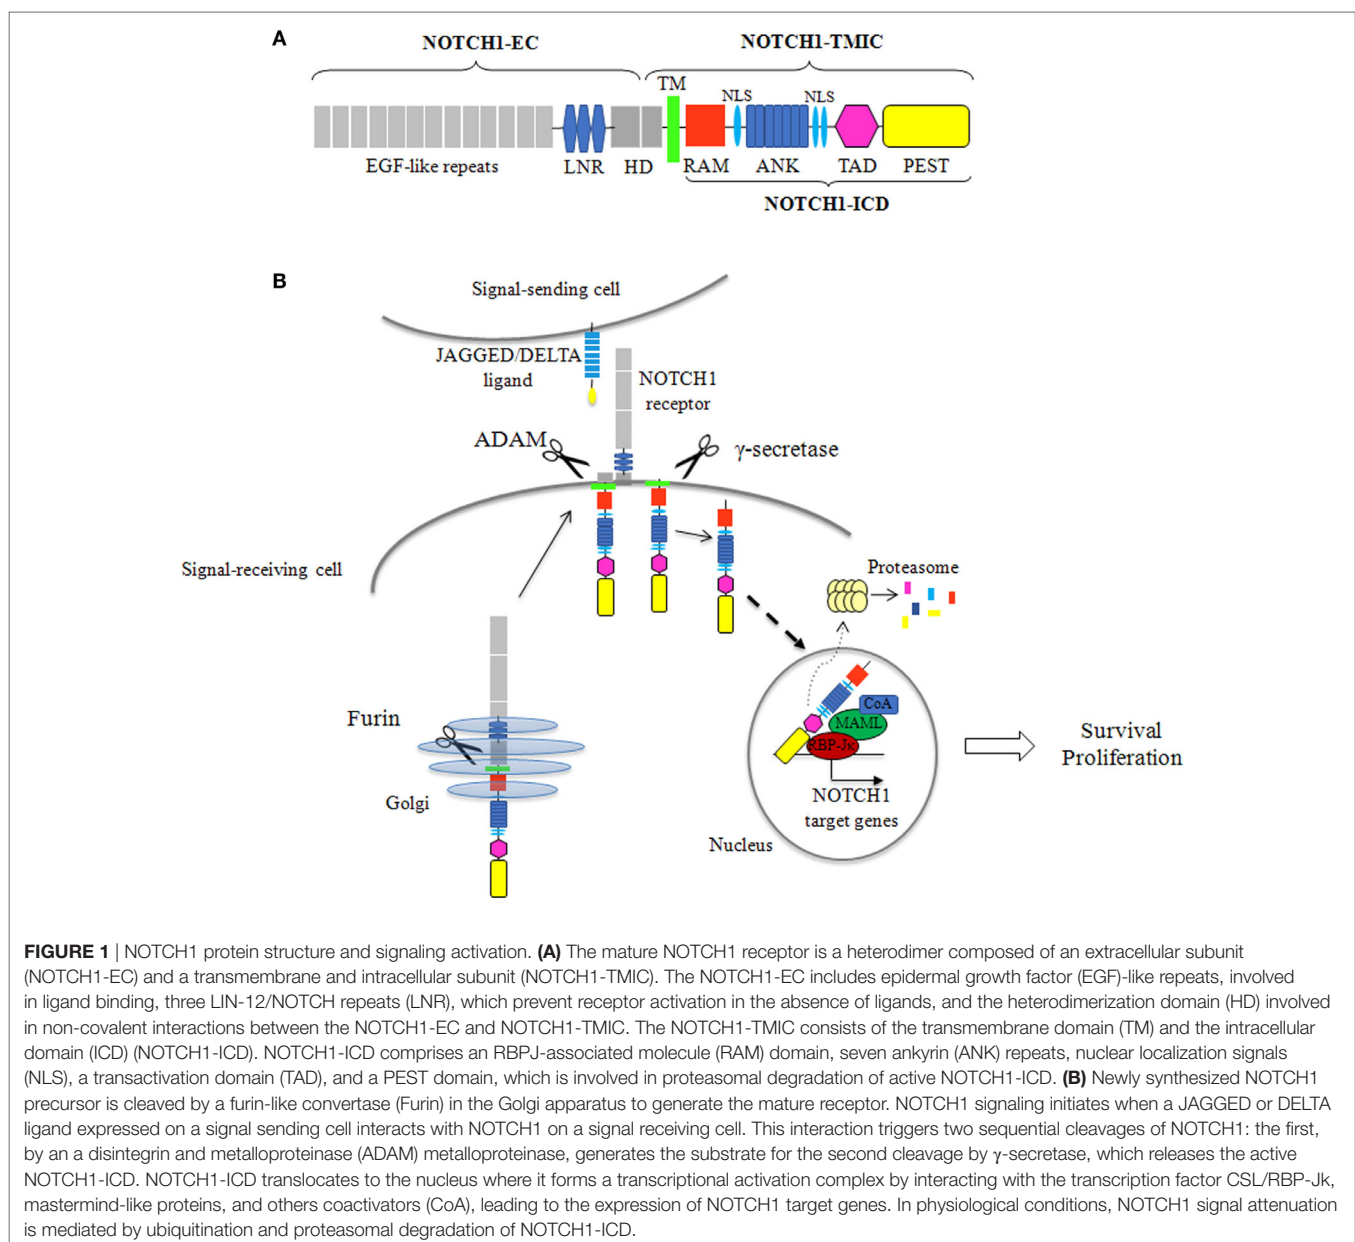 A
NOTCH1-EC
NOTCH1-TMIC
TM
NLS
NLS
EGF-like repeats
LNR
HD
RAM
ANK
TAD
PEST
NOTCH1-ICD
B
Signal-sending cell
JAGGED/DELTA
ligand
NOTCH1
receptor
ADAM
γ-secretase
Signal-receiving cell
Proteasome
Furin
Golgi
CoA
MAML
RBP-Jκ
NOTCH1
target genes
Nucleus
Survival
Proliferation
FIGURE 1 | NOTCH1 protein structure and signaling activation. (A) The mature NOTCH1 receptor is a heterodimer composed of an extracellular subunit
(NOTCH1-EC) and a transmembrane and intracellular subunit (NOTCH1-TMIC). The NOTCH1-EC includes epidermal growth factor (EGF)-like repeats, involved
in ligand binding, three LIN-12/NOTCH repeats (LNR), which prevent receptor activation in the absence of ligands, and the heterodimerization domain (HD) involved
in non-covalent interactions between the NOTCH1-EC and NOTCH1-TMIC. The NOTCH1-TMIC consists of the transmembrane domain (TM) and the intracellular
domain (ICD) (NOTCH1-ICD). NOTCH1-ICD comprises an RBPJ-associated molecule (RAM) domain, seven ankyrin (ANK) repeats, nuclear localization signals
(NLS), a transactivation domain (TAD), and a PEST domain, which is involved in proteasomal degradation of active NOTCH1-ICD. (B) Newly synthesized NOTCH1
precursor is cleaved by a furin-like convertase (Furin) in the Golgi apparatus to generate the mature receptor. NOTCH1 signaling initiates when a JAGGED or DELTA
ligand expressed on a signal sending cell interacts with NOTCH1 on a signal receiving cell. This interaction triggers two sequential cleavages of NOTCH1: the first,
by an a disintegrin and metalloproteinase (ADAM) metalloproteinase, generates the substrate for the second cleavage by γ-secretase, which releases the active
NOTCH1-ICD. NOTCH1-ICD translocates to the nucleus where it forms a transcriptional activation complex by interacting with the transcription factor CSL/RBP-Jk,
mastermind-like proteins, and others coactivators (CoA), leading to the expression of NOTCH1 target genes. In physiological conditions, NOTCH1 signal attenuation
is mediated by ubiquitination and proteasomal degradation of NOTCH1-ICD.